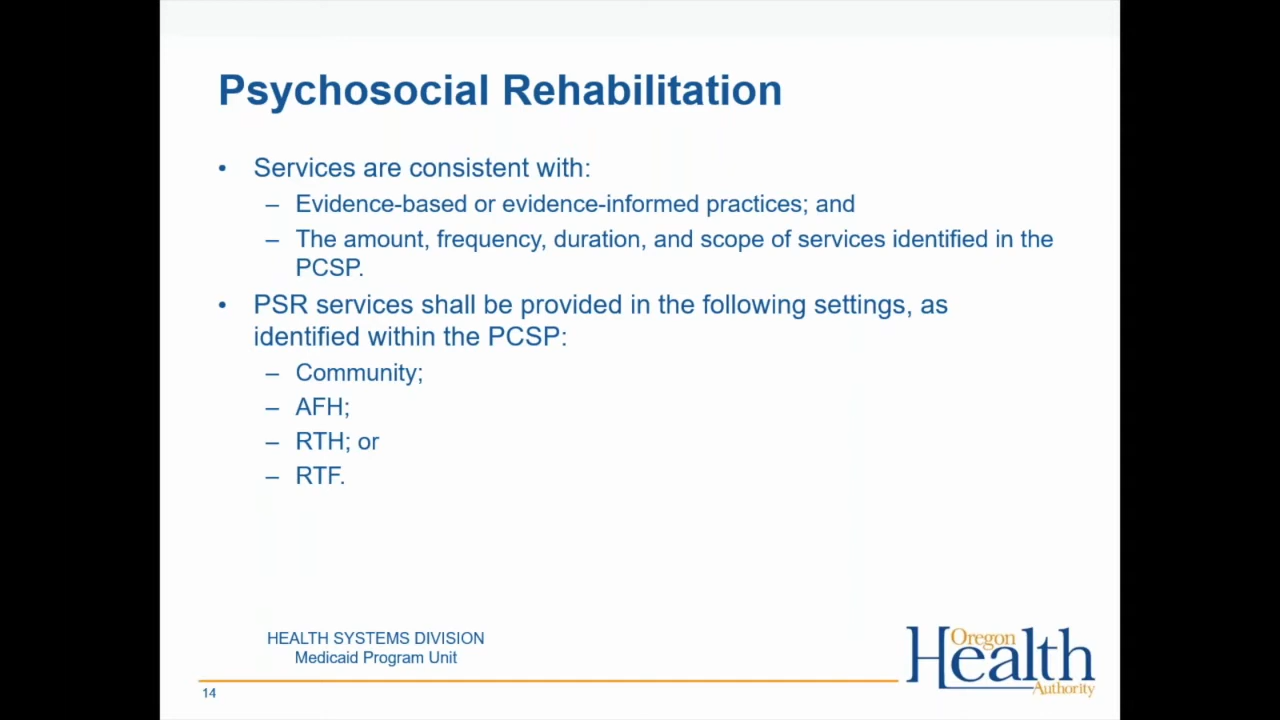 Psychosocial Rehabilitation
• Services are consistent with:
– Evidence-based or evidence-informed practices; and
– The amount, frequency, duration, and scope of services identified in the
PCSP.
• PSR services shall be provided in the following settings, as
identified within the PCSP:
– Community;
– AFH;
– RTH; or
– RTF.
HEALTH SYSTEMS DIVISION
Medicaid Program Unit
14
Oregon
Health
Authority